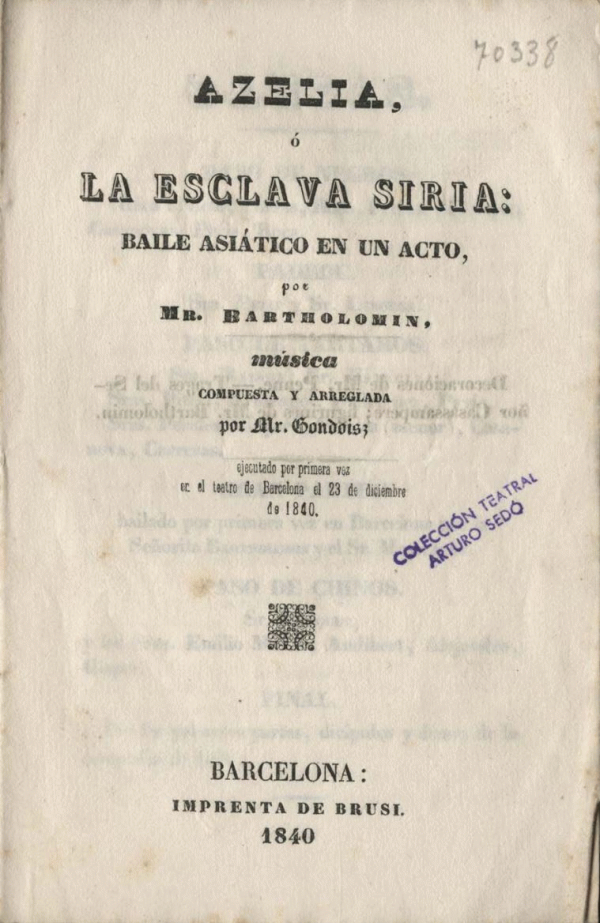 70338
AZELIA,
ó
LA ESCLAVA SIRIA:
BAILE ASIÁTICO EN UN ACTO,
por
MR. BARTHOLOMIN,
música
COMPUESTA Y ARREGLADA
por Mr. Gondois;
ejecutado por primera vez
en el teatro de Barcelona el 23 de diciembre
de 1840.
COLECCIÓN TEATRAL
ARTURO SEDÓ
BARCELONA:
IMPRENTA DE BRUSI.
1840